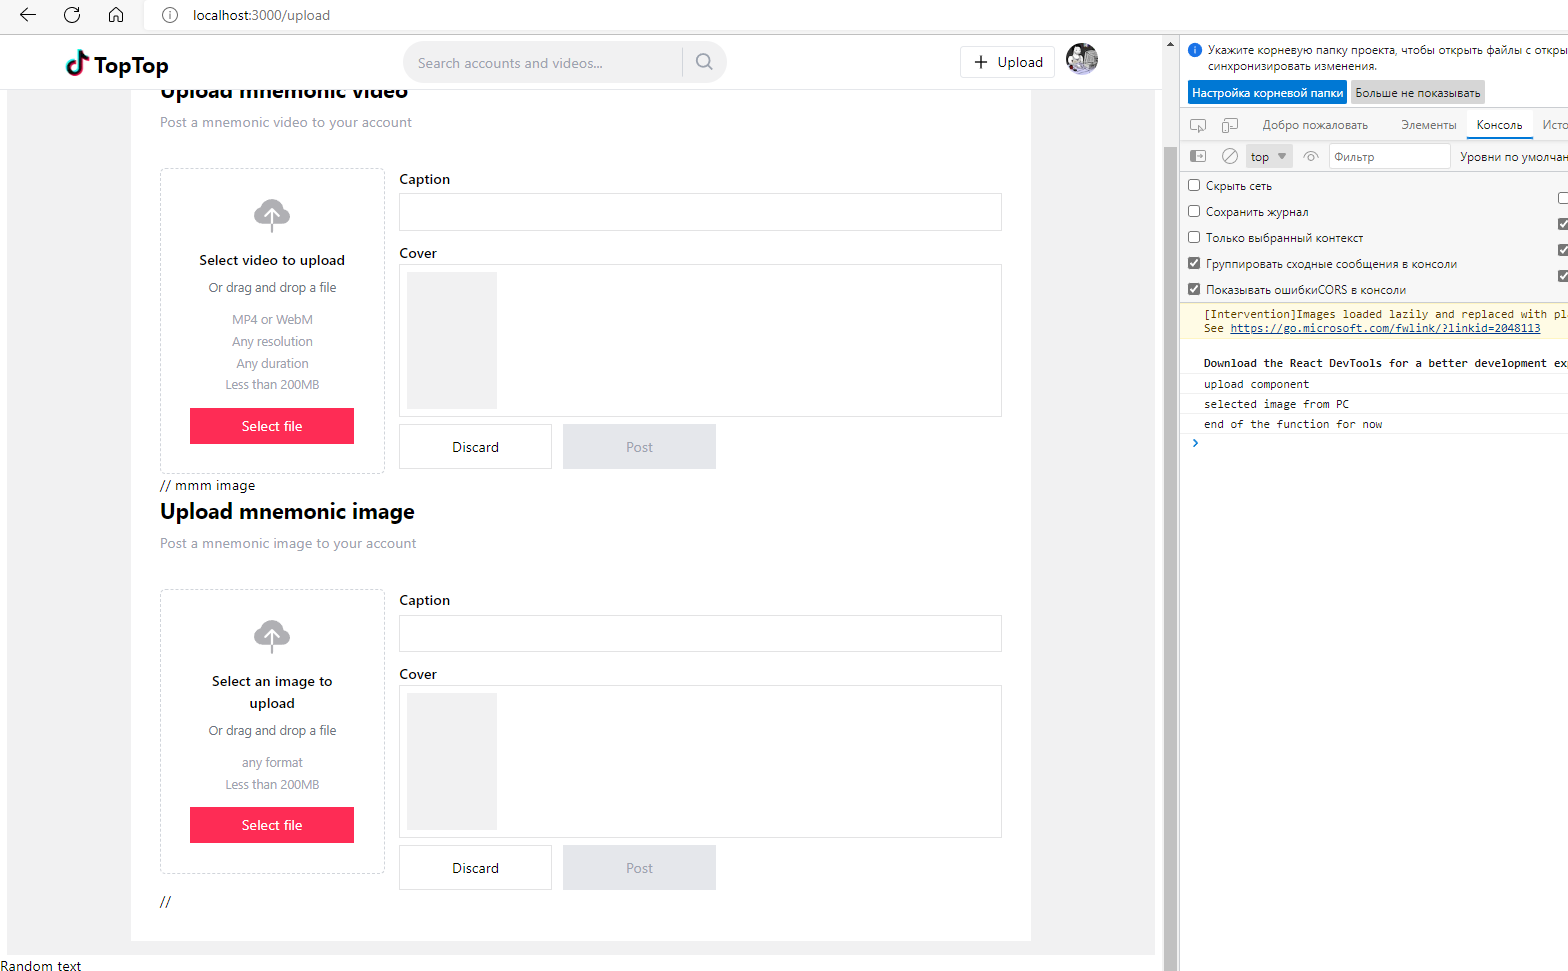 localhost:3000/upload
TopTop
Search accounts and videos...
Upload
Upload mnemonic video
Post a mnemonic video to your account
Select video to upload
Or drag and drop a file
MP4 or WebM
Any resolution
Any duration
Less than 200MB
Select file
Caption
Cover
Discard
Post
// mmm image
Upload mnemonic image
Post a mnemonic image to your account
Select an image to
upload
Or drag and drop a file
any format
Less than 200MB
Select file
Caption
Cover
Discard
Post
//
Random text
Укажите корневую папку проекта, чтобы открыть файлы с откры
синхронизировать изменения.
Настройка корневой папки
Больше не показывать
Добро пожаловать
Элементы
Консоль
Исто
top
Фильтр
Уровни по умолчан
Скрыть сеть
Сохранить журнал
Только выбранный контекст
Группировать сходные сообщения в консоли
Показывать ошибкиCORS в консоли
[Intervention]Images loaded lazily and replaced with pl
See https://go.microsoft.com/fwlink/?linkid=2048113
Download the React DevTools for a better development ex
upload component
selected image from PC
end of the function for now